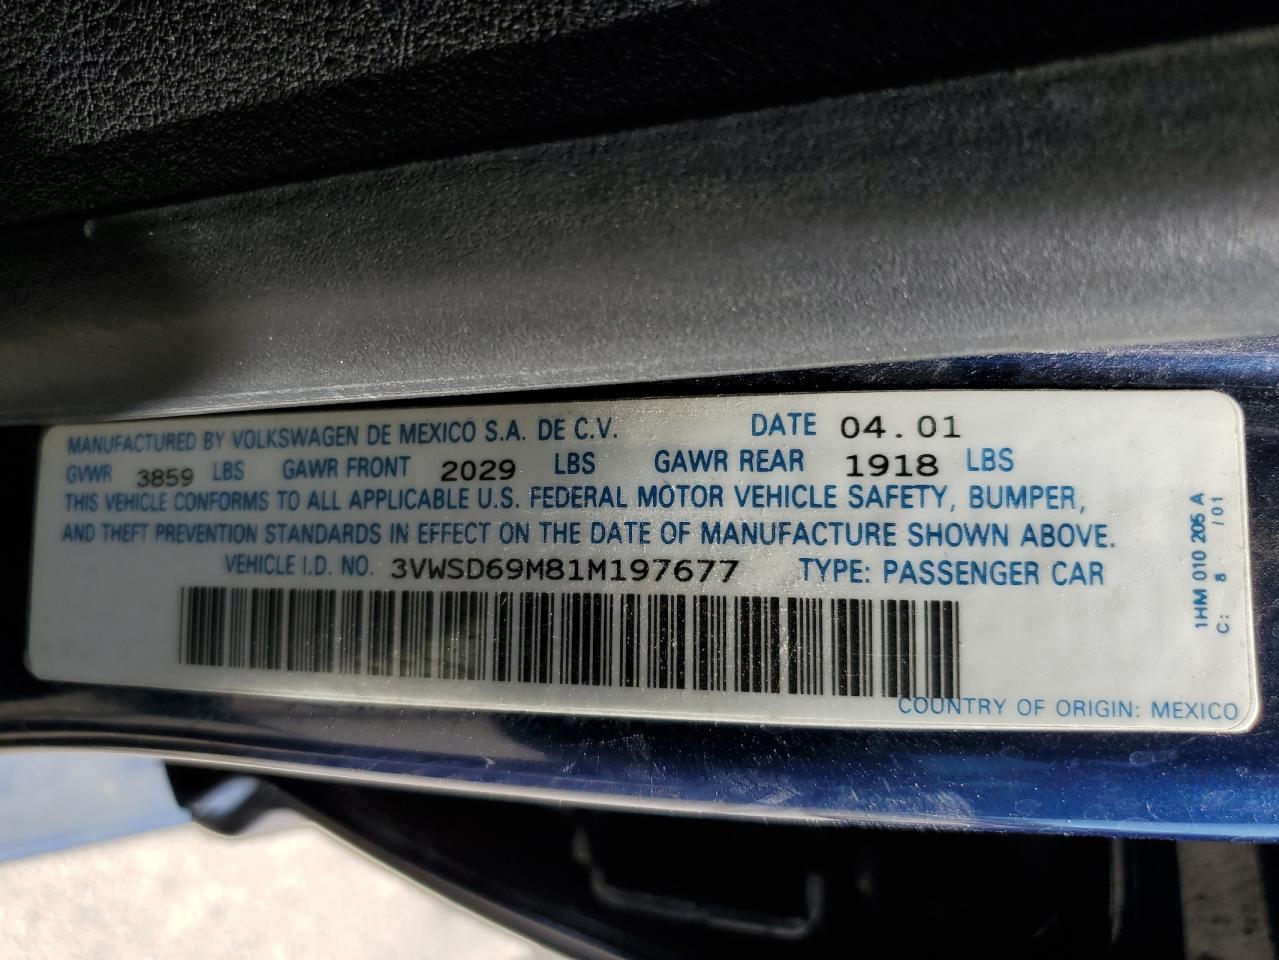 MANUFACTURED BY VOLKSWAGEN DE MEXICO S.A. DE C.V. DATE 04.01
GVWR 3859 LBS GAWR FRONT 2029 LBS GAWR REAR 1918 LBS
THIS VEHICLE CONFORMS TO ALL APPLICABLE U.S. FEDERAL MOTOR VEHICLE SAFETY, BUMPER,
AND THEFT PREVENTION STANDARDS IN EFFECT ON THE DATE OF MANUFACTURE SHOWN ABOVE.
VEHICLE I.D. NO. 3VWSD69M81M197677 TYPE: PASSENGER CAR
COUNTRY OF ORIGIN: MEXICO
1HM 010 205 A
C: 8 /01